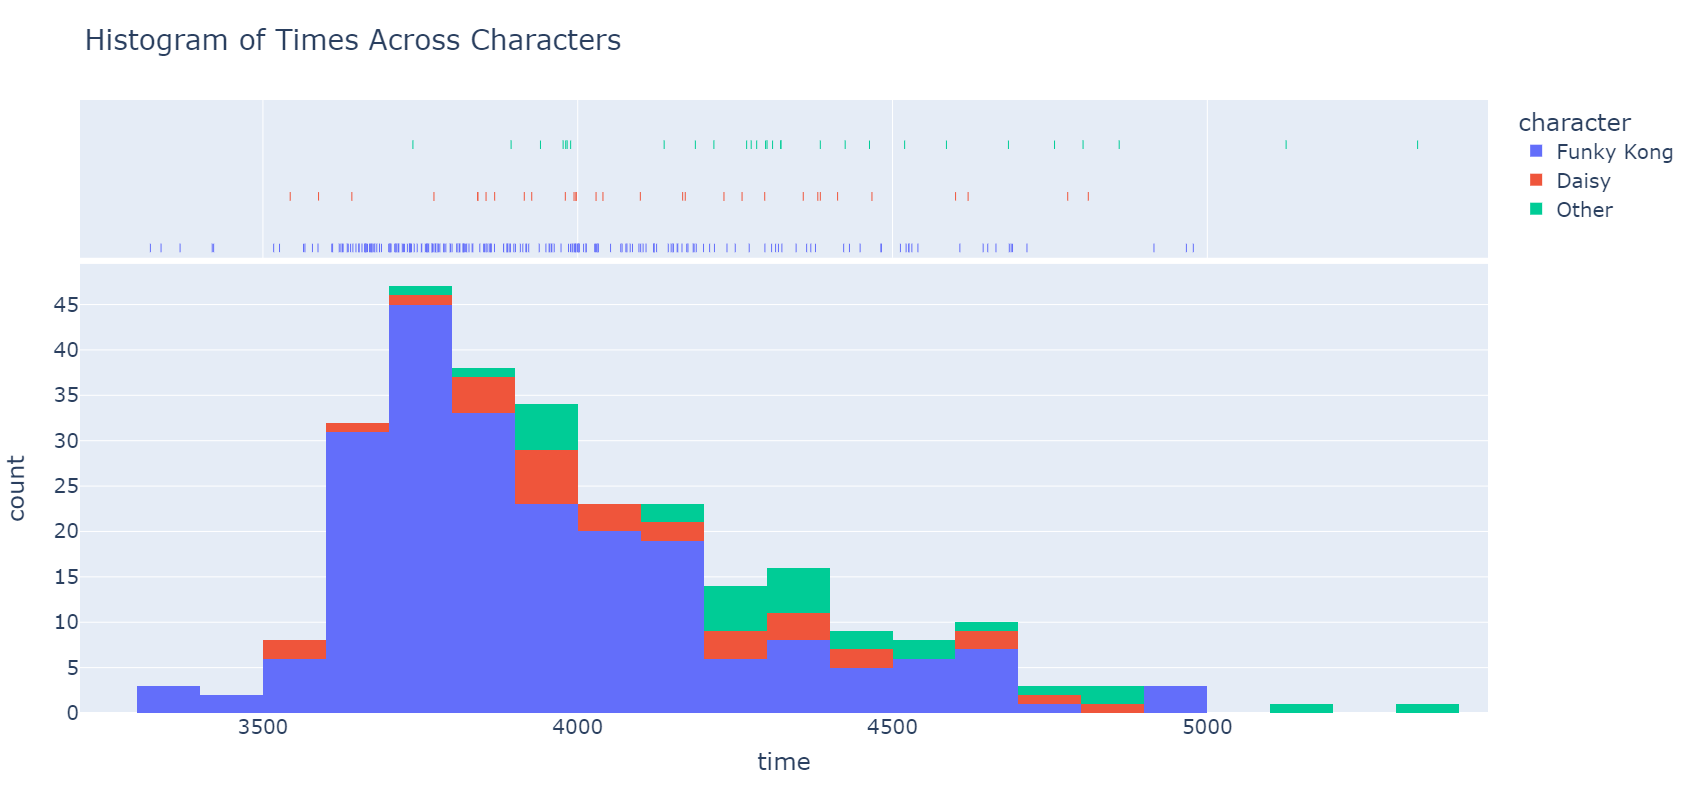 Histogram of Times Across Characters
character
Funky Kong
Daisy
Other
45
40
35
30
25
20
15
10
5
0
count
3500 4000 4500 5000
time